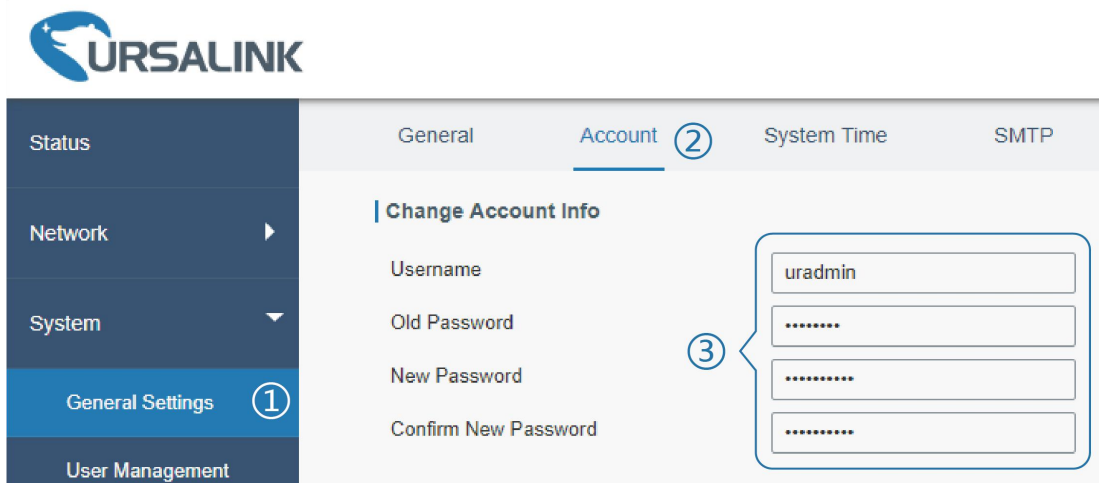 URSALINK
Status
General Account ② System Time SMTP
Change Account Info
Network
Username uradmin
Old Password ••••••••
System
③
New Password ••••••••••
General Settings ①
Confirm New Password ••••••••••
User Management